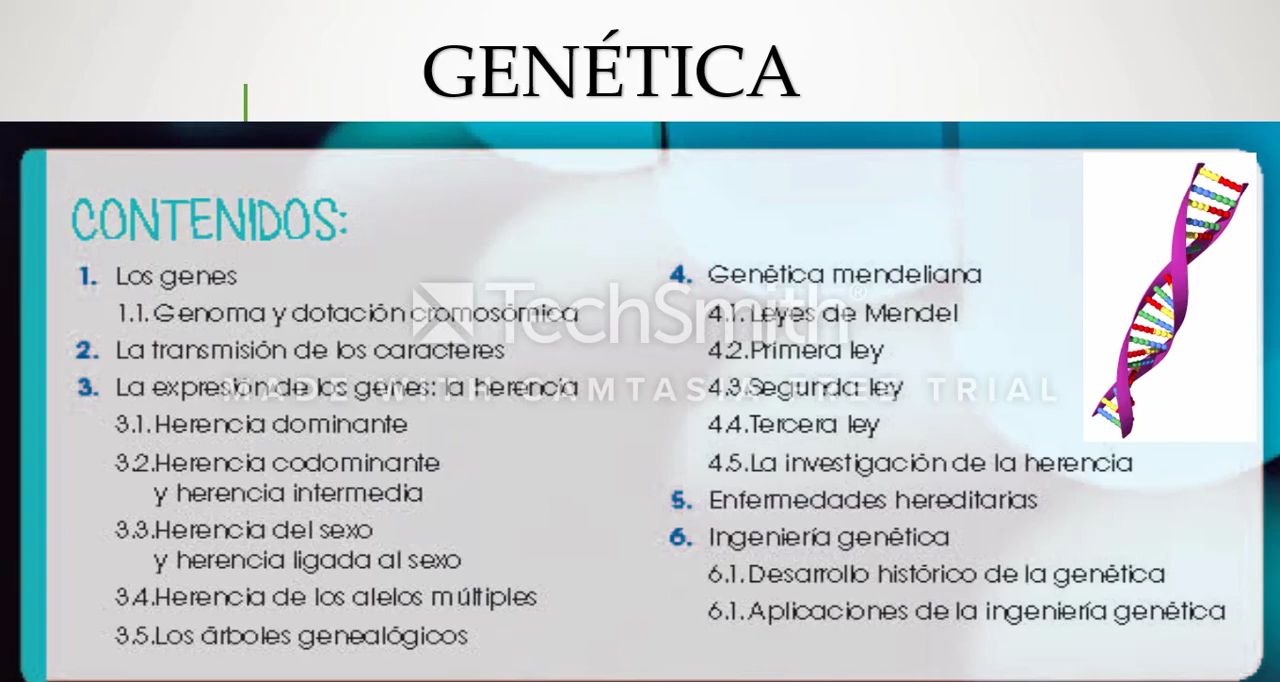 GENÉTICA
CONTENIDOS:
1. Los genes
1.1. Genoma y dotación cromosómica
2. La transmisión de los caracteres
3. La expresión de los genes: la herencia
3.1. Herencia dominante
3.2. Herencia codominante
y herencia intermedia
3.3. Herencia del sexo
y herencia ligada al sexo
3.4. Herencia de los alelos múltiples
3.5. Los árboles genealógicos
4. Genética mendeliana
4.1. Leyes de Mendel
4.2. Primera ley
4.3. Segunda ley
4.4. Tercera ley
4.5. La investigación de la herencia
5. Enfermedades hereditarias
6. Ingeniería genética
6.1. Desarrollo histórico de la genética
6.1. Aplicaciones de la ingeniería genética
TechSmith®
MADE WITH CAMTASIA FREE TRIAL